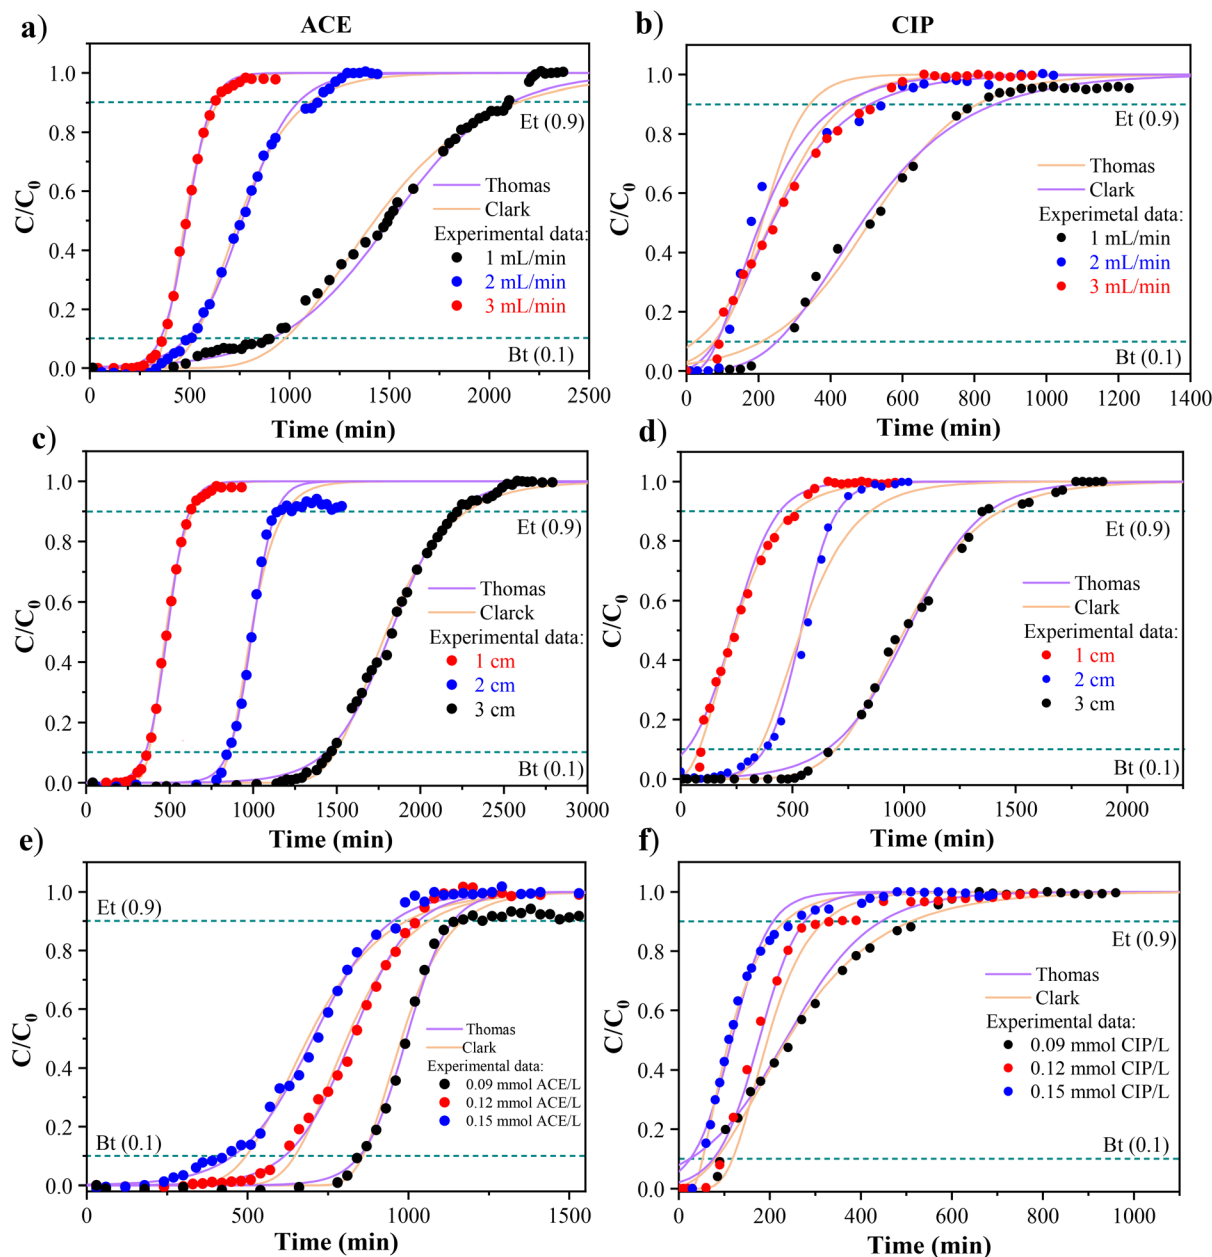 ACE
CIP
a)
C/C0
1.0
0.8
0.6
0.4
0.2
0.0
Et (0.9)
Thomas
Clark
Experimental data:
1 mL/min
2 mL/min
3 mL/min
Bt (0.1)
0 500 1000 1500 2000 2500
Time (min)
b)
C/C0
1.0
0.8
0.6
0.4
0.2
0.0
Et (0.9)
Thomas
Clark
Experimetal data:
1 mL/min
2 mL/min
3 mL/min
Bt (0.1)
0 200 400 600 800 1000 1200 1400
Time (min)
c)
C/C0
1.0
0.8
0.6
0.4
0.2
0.0
Et (0.9)
Thomas
Clarck
Experimental data:
1 cm
2 cm
3 cm
Bt (0.1)
0 500 1000 1500 2000 2500 3000
Time (min)
d)
C/C0
1.0
0.8
0.6
0.4
0.2
0.0
Et (0.9)
Thomas
Clark
Experimental data:
1 cm
2 cm
3 cm
Bt (0.1)
0 500 1000 1500 2000
Time (min)
e)
C/C0
1.0
0.8
0.6
0.4
0.2
0.0
Et (0.9)
Thomas
Clark
Experimental data:
0.09 mmol ACE/L
0.12 mmol ACE/L
0.15 mmol ACE/L
Bt (0.1)
0 500 1000 1500
Time (min)
f)
C/C0
1.0
0.8
0.6
0.4
0.2
0.0
Et (0.9)
Thomas
Clark
Experimental data:
0.09 mmol CIP/L
0.12 mmol CIP/L
0.15 mmol CIP/L
Bt (0.1)
0 200 400 600 800 1000
Time (min)